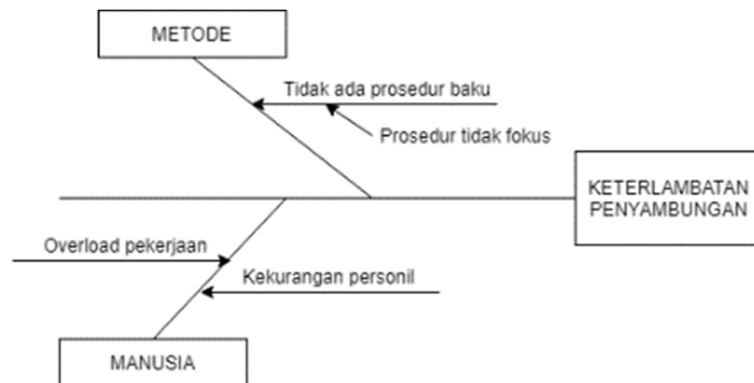 METODE
Tidak ada prosedur baku
Prosedur tidak fokus
KETERLAMBATAN
PENYAMBUNGAN
Overload pekerjaan
Kekurangan personil
MANUSIA